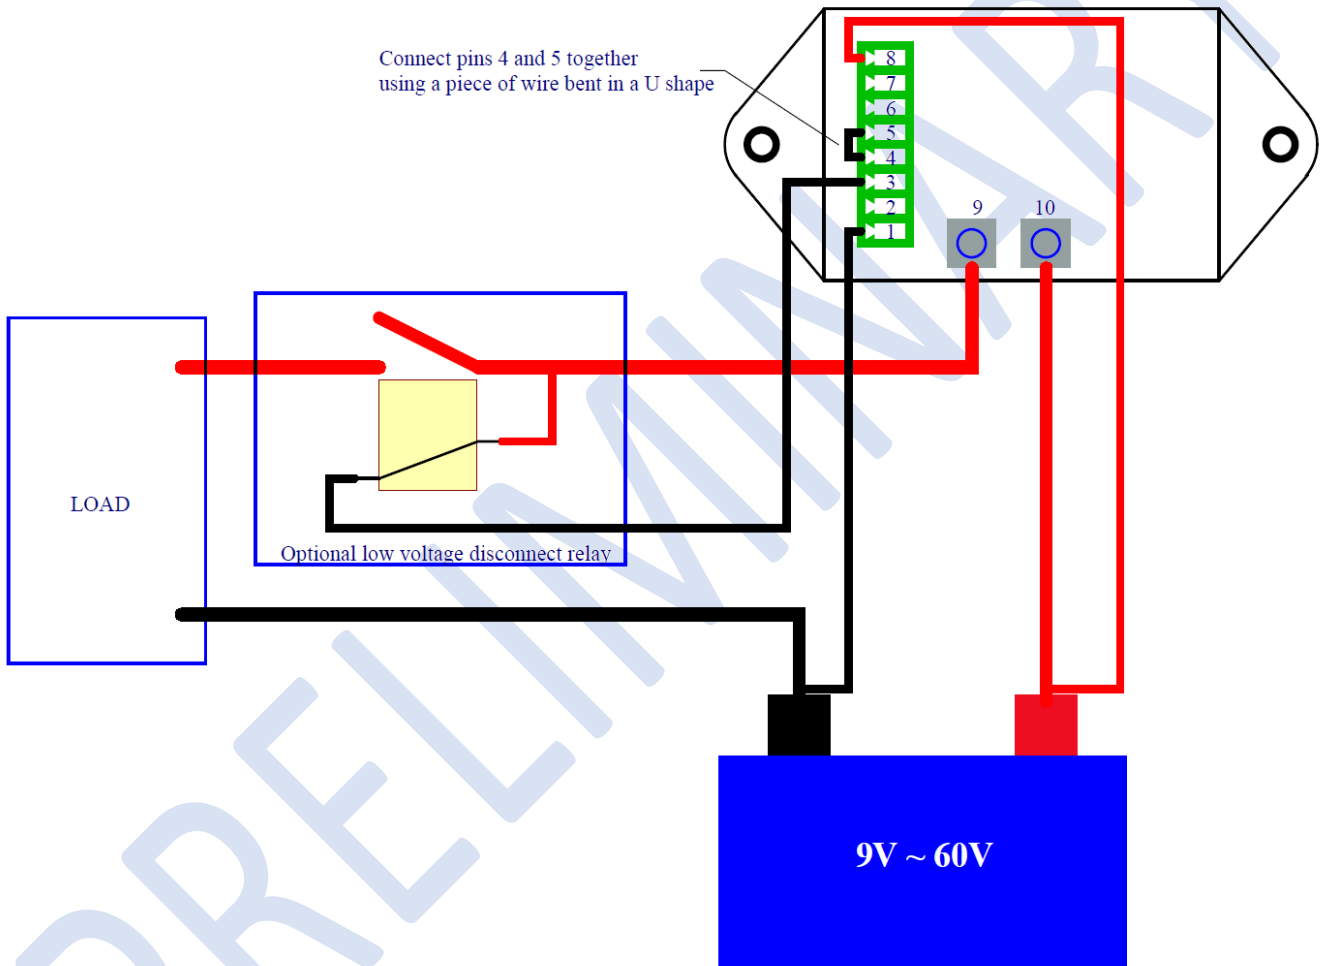 Connect pins 4 and 5 together
using a piece of wire bent in a U shape
8
7
6
5
4
3
2
1
9
10
LOAD
Optional low voltage disconnect relay
9V ~ 60V
PRELIMINARY